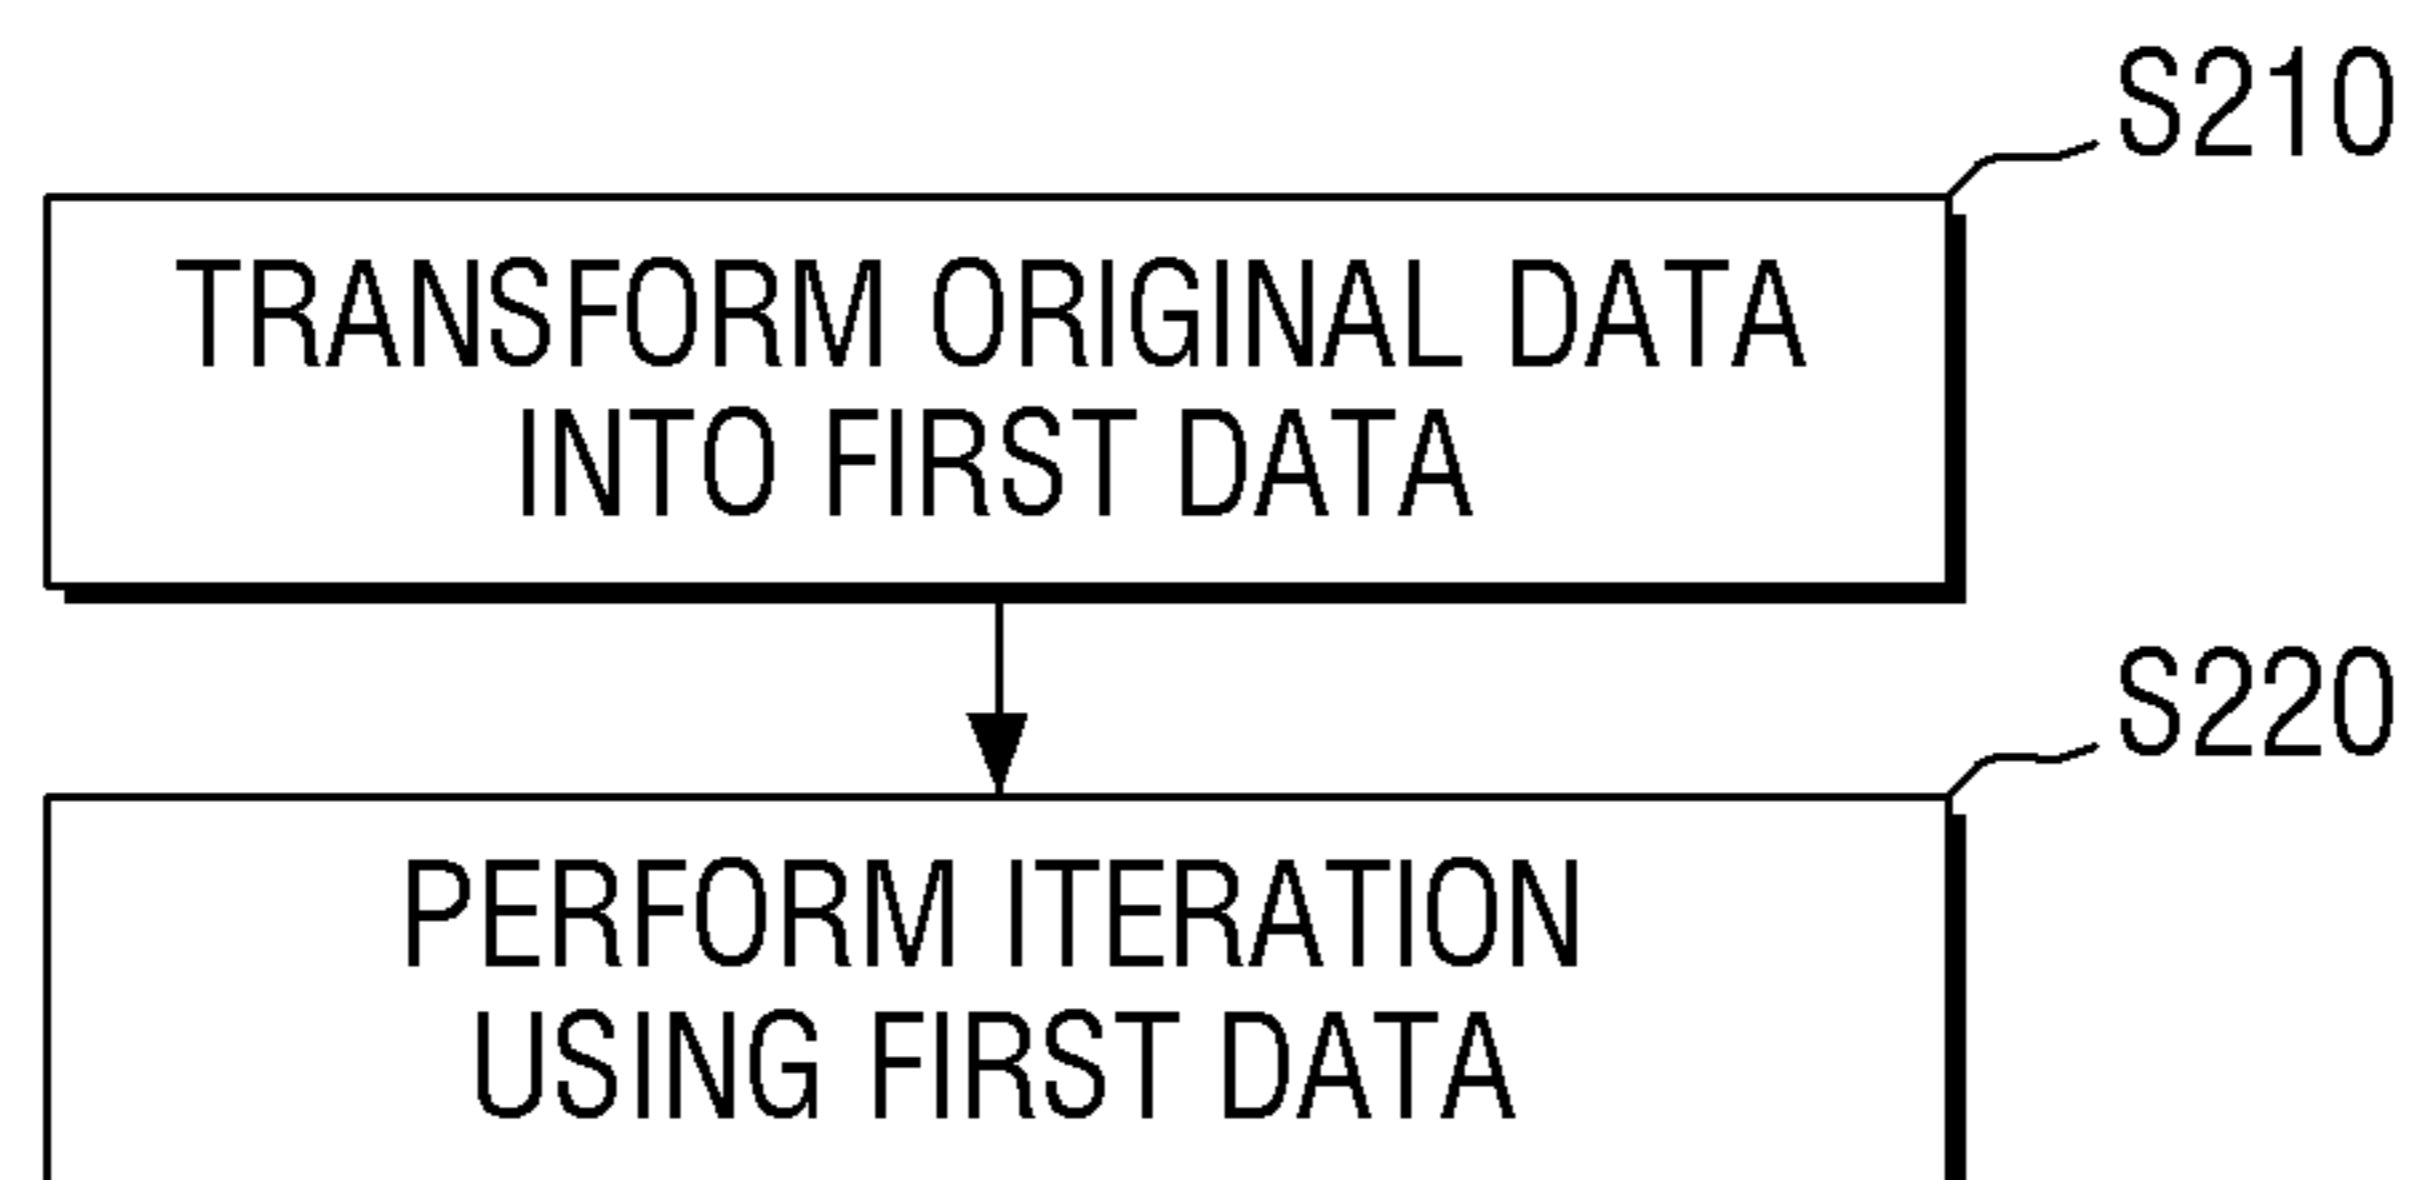 S210
TRANSFORM ORIGINAL DATA
INTO FIRST DATA
S220
PERFORM ITERATION
USING FIRST DATA